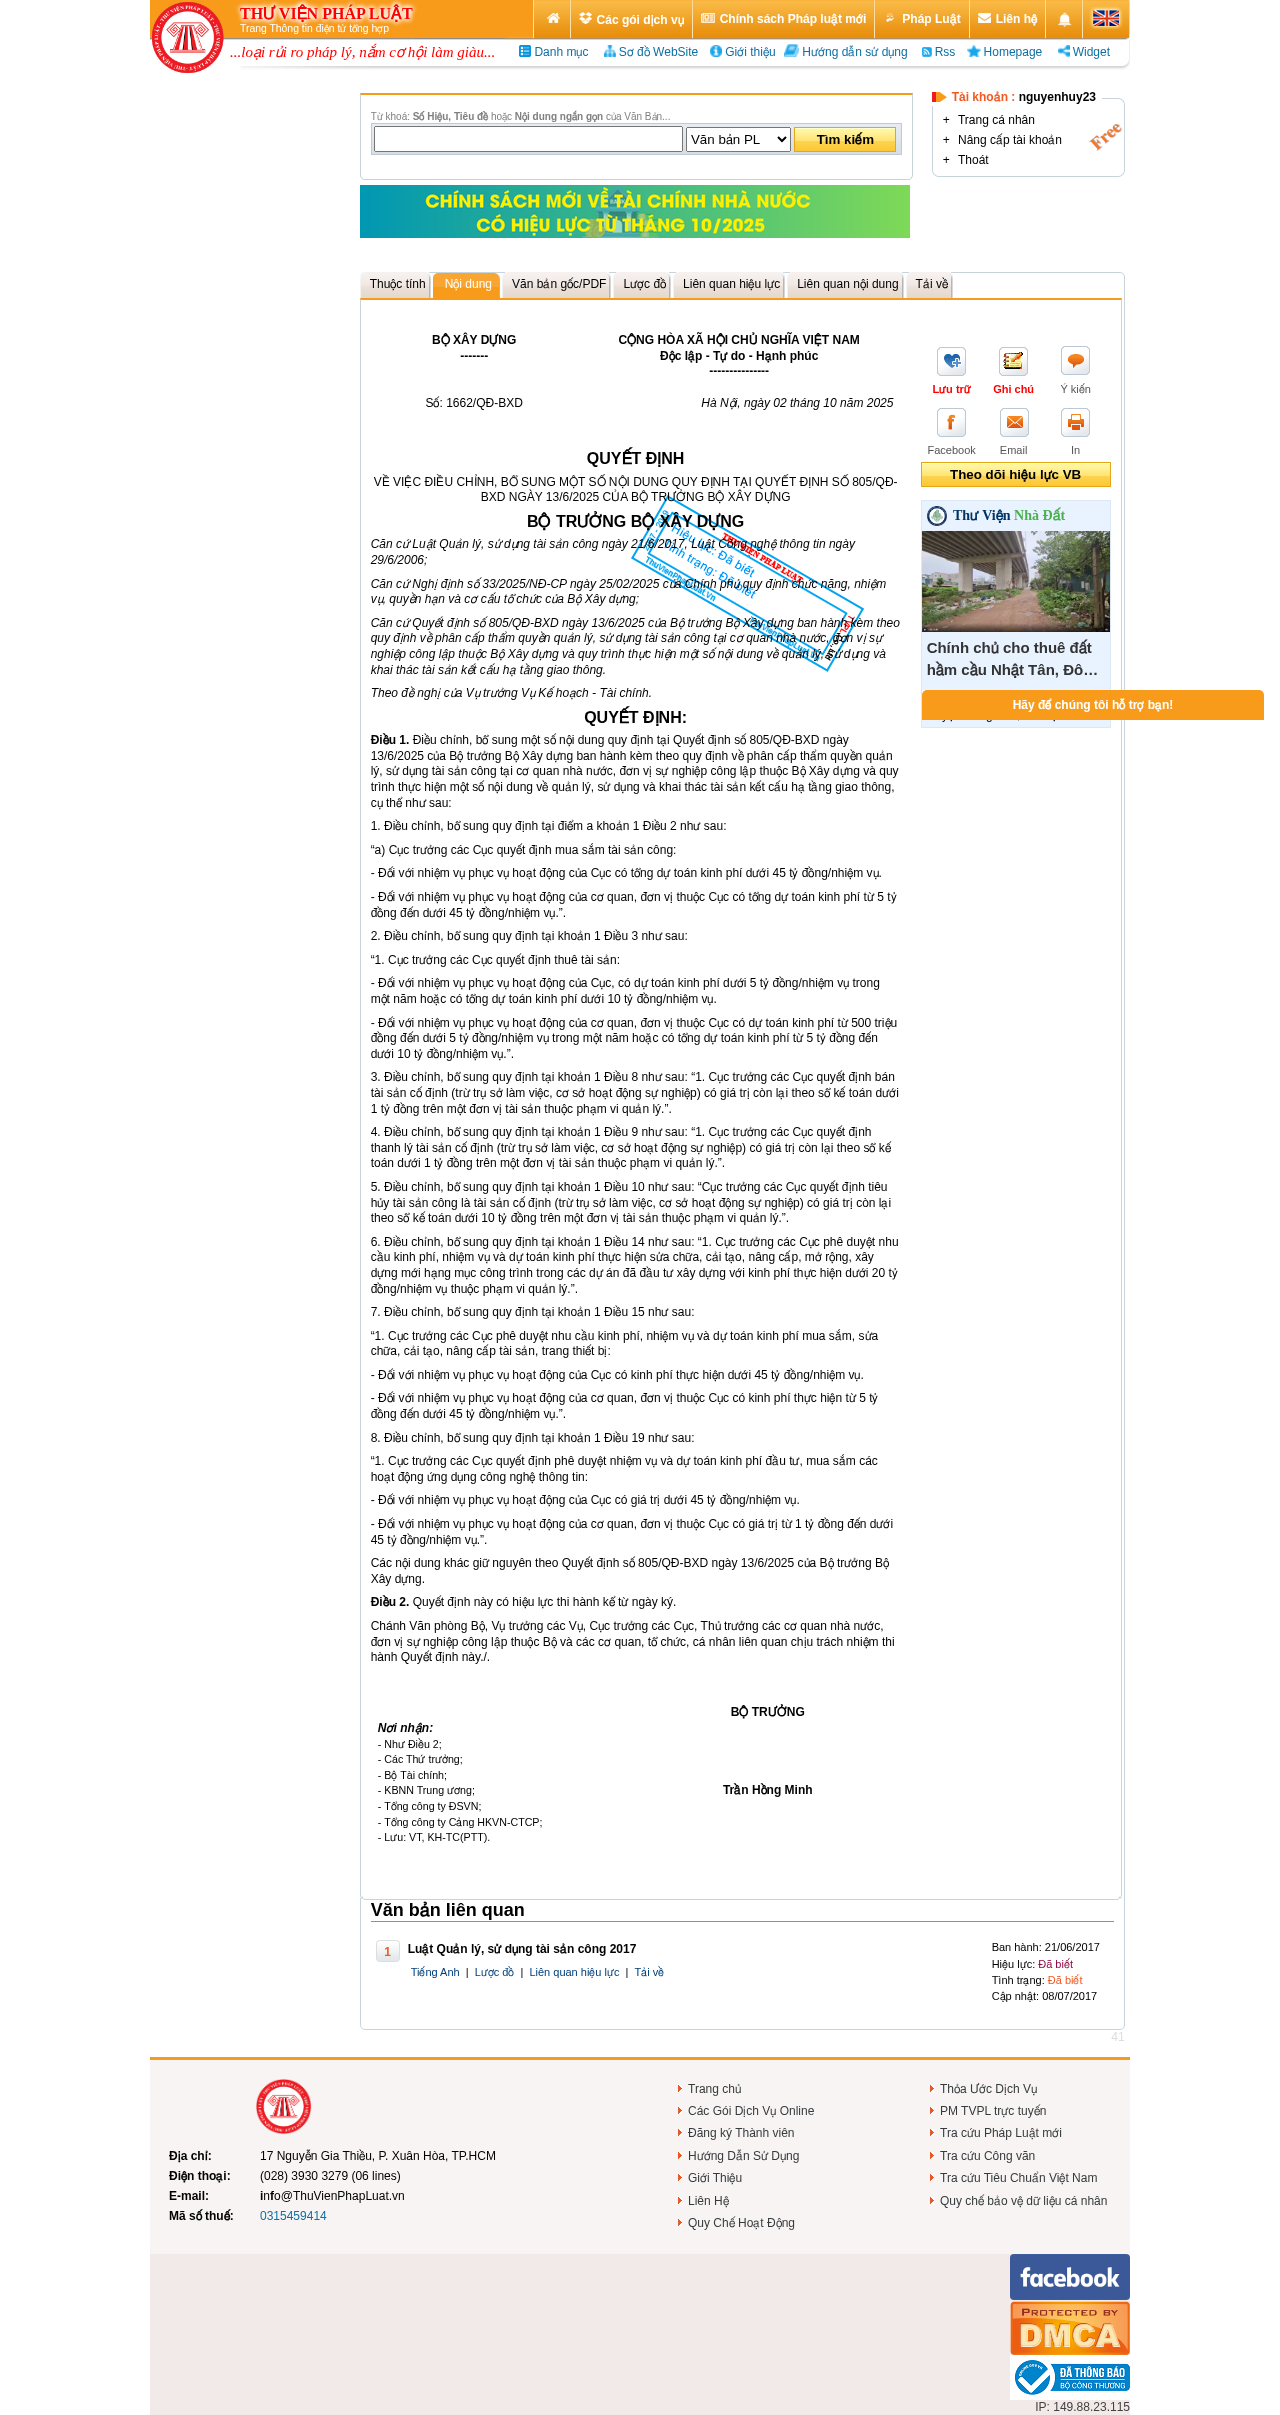 THƯ VIỆN PHÁP LUẬT
Trang Thông tin điện tử tổng hợp
Các gói dịch vụ
Chính sách Pháp luật mới
Pháp Luật
Liên hệ
...loại rủi ro pháp lý, nắm cơ hội làm giàu...
Danh mục
Sơ đồ WebSite
Giới thiệu
Hướng dẫn sử dụng
Rss
Homepage
Widget
Từ khoá: Số Hiệu, Tiêu đề hoặc Nội dung ngắn gọn của Văn Bản...
Văn bản PL
Tìm kiếm
Tài khoản : nguyenhuy23
+ Trang cá nhân
+ Nâng cấp tài khoản
+ Thoát
Free
CHÍNH SÁCH MỚI VỀ TÀI CHÍNH NHÀ NƯỚC
CÓ HIỆU LỰC TỪ THÁNG 10/2025
Thuộc tính
Nội dung
Văn bản gốc/PDF
Lược đồ
Liên quan hiệu lực
Liên quan nội dung
Tải về
BỘ XÂY DỰNG
-------
CỘNG HÒA XÃ HỘI CHỦ NGHĨA VIỆT NAM
Độc lập - Tự do - Hạnh phúc
---------------
Số: 1662/QĐ-BXD
Hà Nội, ngày 02 tháng 10 năm 2025
QUYẾT ĐỊNH
VỀ VIỆC ĐIỀU CHỈNH, BỔ SUNG MỘT SỐ NỘI DUNG QUY ĐỊNH TẠI QUYẾT ĐỊNH SỐ 805/QĐ-
BXD NGÀY 13/6/2025 CỦA BỘ TRƯỞNG BỘ XÂY DỰNG
BỘ TRƯỞNG BỘ XÂY DỰNG
Căn cứ Luật Quản lý, sử dụng tài sản công ngày 21/6/2017, Luật Công nghệ thông tin ngày
29/6/2006;
Căn cứ Nghị định số 33/2025/NĐ-CP ngày 25/02/2025 của Chính phủ quy định chức năng, nhiệm
vụ, quyền hạn và cơ cấu tổ chức của Bộ Xây dựng;
Căn cứ Quyết định số 805/QĐ-BXD ngày 13/6/2025 của Bộ trưởng Bộ Xây dựng ban hành kèm theo
quy định về phân cấp thẩm quyền quản lý, sử dụng tài sản công tại cơ quan nhà nước, đơn vị sự
nghiệp công lập thuộc Bộ Xây dựng và quy trình thực hiện một số nội dung về quản lý, sử dụng và
khai thác tài sản kết cấu hạ tầng giao thông.
Theo đề nghị của Vụ trưởng Vụ Kế hoạch - Tài chính.
THƯ VIỆN PHÁP LUẬT
Hiệu lực: Đã biết
Tình trạng: Đã biết
ThuVienPhapLuat.vn
QUYẾT ĐỊNH:
Điều 1. Điều chỉnh, bổ sung một số nội dung quy định tại Quyết định số 805/QĐ-BXD ngày
13/6/2025 của Bộ trưởng Bộ Xây dựng ban hành kèm theo quy định về phân cấp thẩm quyền quản
lý, sử dụng tài sản công tại cơ quan nhà nước, đơn vị sự nghiệp công lập thuộc Bộ Xây dựng và quy
trình thực hiện một số nội dung về quản lý, sử dụng và khai thác tài sản kết cấu hạ tầng giao thông,
cụ thể như sau:
1. Điều chỉnh, bổ sung quy định tại điểm a khoản 1 Điều 2 như sau:
“a) Cục trưởng các Cục quyết định mua sắm tài sản công:
- Đối với nhiệm vụ phục vụ hoạt động của Cục có tổng dự toán kinh phí dưới 45 tỷ đồng/nhiệm vụ.
- Đối với nhiệm vụ phục vụ hoạt động của cơ quan, đơn vị thuộc Cục có tổng dự toán kinh phí từ 5 tỷ
đồng đến dưới 45 tỷ đồng/nhiệm vụ.”.
2. Điều chỉnh, bổ sung quy định tại khoản 1 Điều 3 như sau:
“1. Cục trưởng các Cục quyết định thuê tài sản:
- Đối với nhiệm vụ phục vụ hoạt động của Cục, có dự toán kinh phí dưới 5 tỷ đồng/nhiệm vụ trong
một năm hoặc có tổng dự toán kinh phí dưới 10 tỷ đồng/nhiệm vụ.
- Đối với nhiệm vụ phục vụ hoạt động của cơ quan, đơn vị thuộc Cục có dự toán kinh phí từ 500 triệu
đồng đến dưới 5 tỷ đồng/nhiệm vụ trong một năm hoặc có tổng dự toán kinh phí từ 5 tỷ đồng đến
dưới 10 tỷ đồng/nhiệm vụ.”.
3. Điều chỉnh, bổ sung quy định tại khoản 1 Điều 8 như sau: “1. Cục trưởng các Cục quyết định bán
tài sản cố định (trừ trụ sở làm việc, cơ sở hoạt động sự nghiệp) có giá trị còn lại theo sổ kế toán dưới
1 tỷ đồng trên một đơn vị tài sản thuộc phạm vi quản lý.”.
4. Điều chỉnh, bổ sung quy định tại khoản 1 Điều 9 như sau: “1. Cục trưởng các Cục quyết định
thanh lý tài sản cố định (trừ trụ sở làm việc, cơ sở hoạt động sự nghiệp) có giá trị còn lại theo sổ kế
toán dưới 1 tỷ đồng trên một đơn vị tài sản thuộc phạm vi quản lý.”.
5. Điều chỉnh, bổ sung quy định tại khoản 1 Điều 10 như sau: “Cục trưởng các Cục quyết định tiêu
hủy tài sản công là tài sản cố định (trừ trụ sở làm việc, cơ sở hoạt động sự nghiệp) có giá trị còn lại
theo sổ kế toán dưới 10 tỷ đồng trên một đơn vị tài sản thuộc phạm vi quản lý.”.
6. Điều chỉnh, bổ sung quy định tại khoản 1 Điều 14 như sau: “1. Cục trưởng các Cục phê duyệt nhu
cầu kinh phí, nhiệm vụ và dự toán kinh phí thực hiện sửa chữa, cải tạo, nâng cấp, mở rộng, xây
dựng mới hạng mục công trình trong các dự án đã đầu tư xây dựng với kinh phí thực hiện dưới 20 tỷ
đồng/nhiệm vụ thuộc phạm vi quản lý.”.
7. Điều chỉnh, bổ sung quy định tại khoản 1 Điều 15 như sau:
“1. Cục trưởng các Cục phê duyệt nhu cầu kinh phí, nhiệm vụ và dự toán kinh phí mua sắm, sửa
chữa, cải tạo, nâng cấp tài sản, trang thiết bị:
- Đối với nhiệm vụ phục vụ hoạt động của Cục có kinh phí thực hiện dưới 45 tỷ đồng/nhiệm vụ.
- Đối với nhiệm vụ phục vụ hoạt động của cơ quan, đơn vị thuộc Cục có kinh phí thực hiện từ 5 tỷ
đồng đến dưới 45 tỷ đồng/nhiệm vụ.”.
8. Điều chỉnh, bổ sung quy định tại khoản 1 Điều 19 như sau:
“1. Cục trưởng các Cục quyết định phê duyệt nhiệm vụ và dự toán kinh phí đầu tư, mua sắm các
hoạt động ứng dụng công nghệ thông tin:
- Đối với nhiệm vụ phục vụ hoạt động của Cục có giá trị dưới 45 tỷ đồng/nhiệm vụ.
- Đối với nhiệm vụ phục vụ hoạt động của cơ quan, đơn vị thuộc Cục có giá trị từ 1 tỷ đồng đến dưới
45 tỷ đồng/nhiệm vụ.”.
Các nội dung khác giữ nguyên theo Quyết định số 805/QĐ-BXD ngày 13/6/2025 của Bộ trưởng Bộ
Xây dựng.
Điều 2. Quyết định này có hiệu lực thi hành kể từ ngày ký.
Chánh Văn phòng Bộ, Vụ trưởng các Vụ, Cục trưởng các Cục, Thủ trưởng các cơ quan nhà nước,
đơn vị sự nghiệp công lập thuộc Bộ và các cơ quan, tổ chức, cá nhân liên quan chịu trách nhiệm thi
hành Quyết định này./.
Nơi nhận:
- Như Điều 2;
- Các Thứ trưởng;
- Bộ Tài chính;
- KBNN Trung ương;
- Tổng công ty ĐSVN;
- Tổng công ty Cảng HKVN-CTCP;
- Lưu: VT, KH-TC(PTT).
BỘ TRƯỞNG
Trần Hồng Minh
Lưu trữ
Ghi chú
Ý kiến
Facebook
Email
In
Theo dõi hiệu lực VB
Thư Viện Nhà Đất
Chính chủ cho thuê đất
hầm cầu Nhật Tân, Đô…
Hãy để chúng tôi hỗ trợ bạn!
Văn bản liên quan
1
Luật Quản lý, sử dụng tài sản công 2017
Tiếng Anh | Lược đồ | Liên quan hiệu lực | Tải về
Ban hành: 21/06/2017
Hiệu lực: Đã biết
Tình trạng: Đã biết
Cập nhật: 08/07/2017
41
Địa chỉ: 17 Nguyễn Gia Thiều, P. Xuân Hòa, TP.HCM
Điện thoại: (028) 3930 3279 (06 lines)
E-mail: info@ThuVienPhapLuat.vn
Mã số thuế: 0315459414
Trang chủ
Các Gói Dịch Vụ Online
Đăng ký Thành viên
Hướng Dẫn Sử Dụng
Giới Thiệu
Liên Hệ
Quy Chế Hoạt Động
Thỏa Ước Dịch Vụ
PM TVPL trực tuyến
Tra cứu Pháp Luật mới
Tra cứu Công văn
Tra cứu Tiêu Chuẩn Việt Nam
Quy chế bảo vệ dữ liệu cá nhân
facebook
PROTECTED BY
DMCA
ĐÃ THÔNG BÁO
BỘ CÔNG THƯƠNG
IP: 149.88.23.115